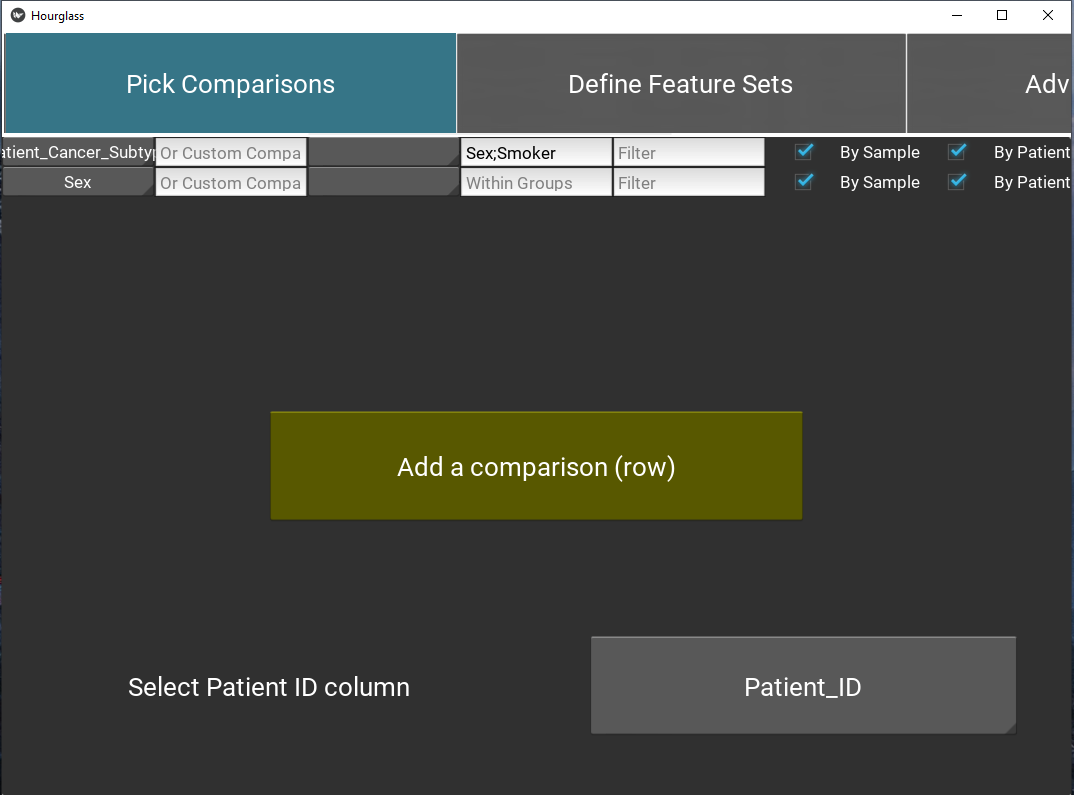 Hourglass
Pick Comparisons
Define Feature Sets
Adv
atient_Cancer_Subtyp
Or Custom Compa
Sex;Smoker
Filter
By Sample
By Patient
Sex
Or Custom Compa
Within Groups
Filter
By Sample
By Patient
Add a comparison (row)
Select Patient ID column
Patient_ID